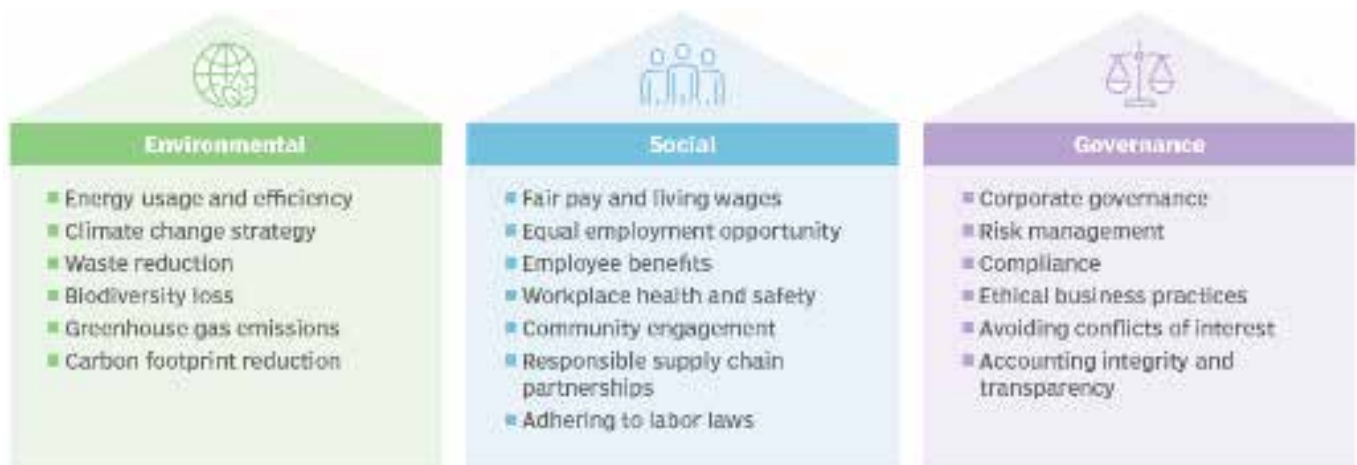 Environmental
Energy usage and efficiency
Climate change strategy
Waste reduction
Biodiversity loss
Greenhouse gas emissions
Carbon footprint reduction
Social
Fair pay and living wages
Equal employment opportunity
Employee benefits
Workplace health and safety
Community engagement
Responsible supply chain
partnerships
Adhering to labor laws
Governance
Corporate governance
Risk management
Compliance
Ethical business practices
Avoiding conflicts of interest
Accounting integrity and
transparency